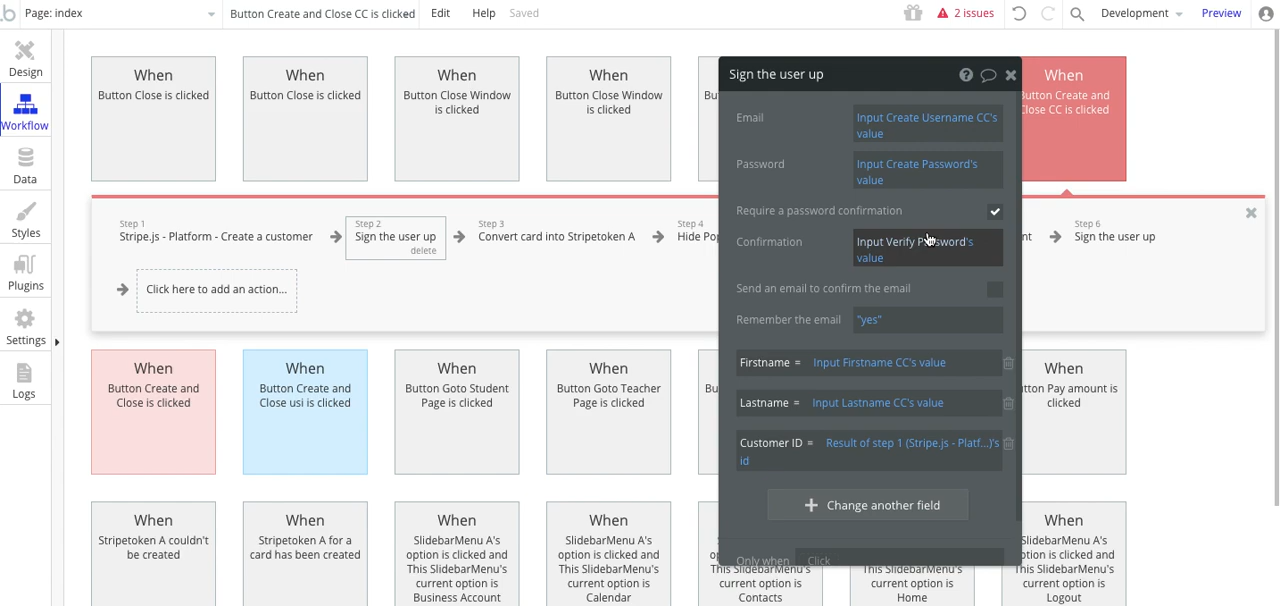 Page: index
Button Create and Close CC is clicked
Edit
Help
Saved
2 issues
Development
Preview
Design
Workflow
Data
Styles
Plugins
Settings
Logs
When
Button Close is clicked
When
Button Close is clicked
When
Button Close Window
is clicked
When
Button Close Window
is clicked
When
Button Create and
Close CC is clicked
Step 1
Stripe.js - Platform - Create a customer
Step 2
Sign the user up
delete
Step 3
Convert card into Stripetoken A
Step 4
Hide Pop
Step 6
Sign the user up
Click here to add an action...
Sign the user up
Email
Input Create Username CC's
value
Password
Input Create Password's
value
Require a password confirmation
Confirmation
Input Verify Password's
value
Send an email to confirm the email
Remember the email
"yes"
Firstname =
Input Firstname CC's value
Lastname =
Input Lastname CC's value
Customer ID =
Result of step 1 (Stripe.js - Platf...)'s
id
Change another field
Only when
Click
When
Button Create and
Close is clicked
When
Button Create and
Close usi is clicked
When
Button Goto Student
Page is clicked
When
Button Goto Teacher
Page is clicked
When
Button Pay amount is
clicked
When
Stripetoken A couldn't
be created
When
Stripetoken A for a
card has been created
When
SlidebarMenu A's
option is clicked and
This SlidebarMenu's
current option is
Business Account
When
SlidebarMenu A's
option is clicked and
This SlidebarMenu's
current option is
Calendar
This SlidebarMenu's
current option is
Contacts
This SlidebarMenu's
current option is
Home
When
SlidebarMenu A's
option is clicked and
This SlidebarMenu's
current option is
Logout